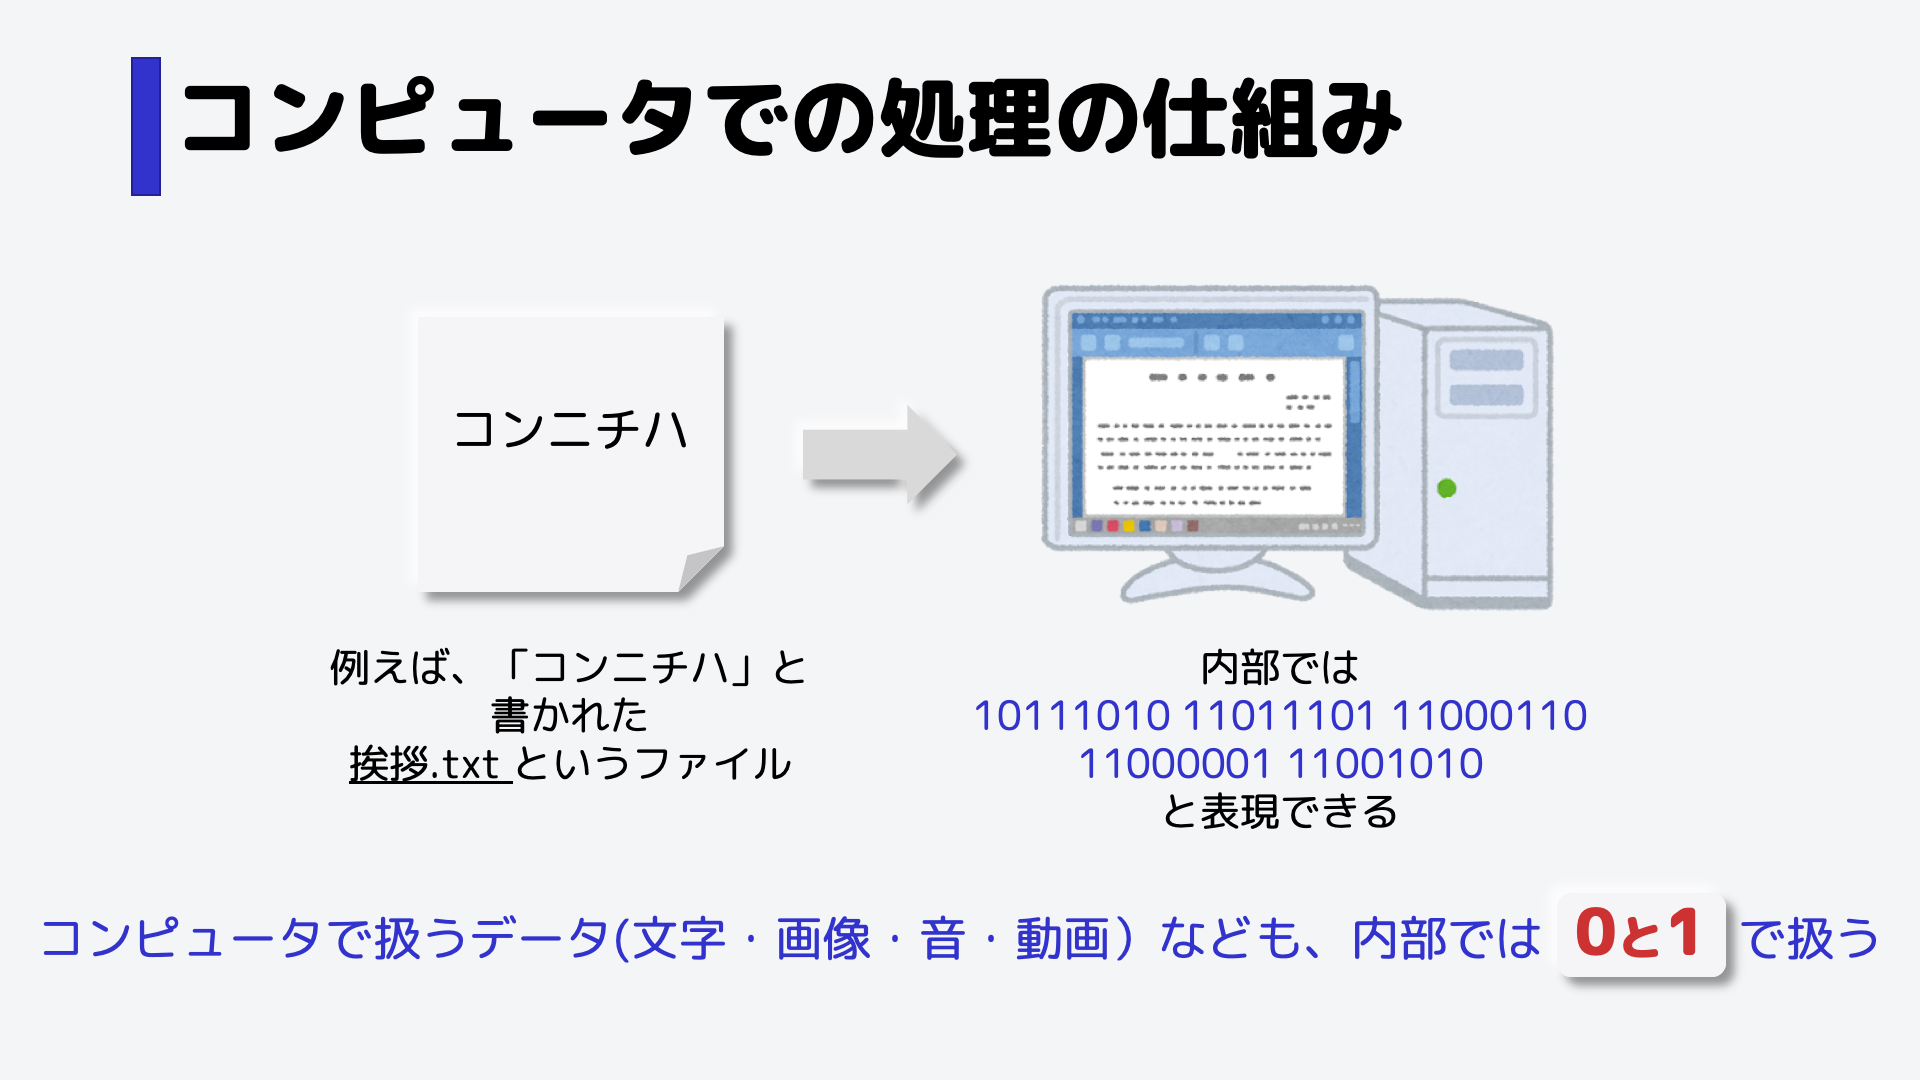 コンピュータでの処理の仕組み
コンニチハ
例えば、「コンニチハ」と
書かれた
挨拶.txt というファイル
内部では
10111010 11011101 11000110
11000001 11001010
と表現できる
コンピュータで扱うデータ(文字・画像・音・動画）なども、内部では 0と1 で扱う